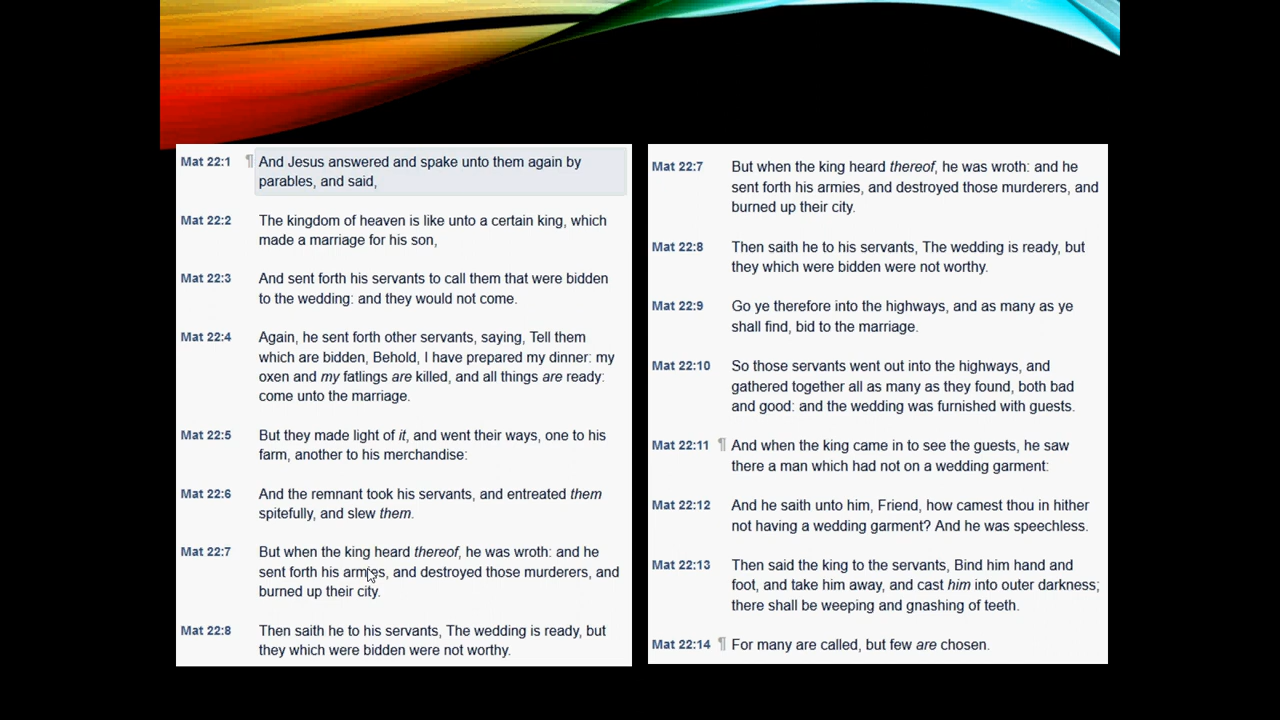 Mat 22:1 ¶ And Jesus answered and spake unto them again by
parables, and said,
Mat 22:2 The kingdom of heaven is like unto a certain king, which
made a marriage for his son,
Mat 22:3 And sent forth his servants to call them that were bidden
to the wedding: and they would not come.
Mat 22:4 Again, he sent forth other servants, saying, Tell them
which are bidden, Behold, I have prepared my dinner: my
oxen and my fatlings are killed, and all things are ready:
come unto the marriage.
Mat 22:5 But they made light of it, and went their ways, one to his
farm, another to his merchandise:
Mat 22:6 And the remnant took his servants, and entreated them
spitefully, and slew them.
Mat 22:7 But when the king heard thereof, he was wroth: and he
sent forth his armies, and destroyed those murderers, and
burned up their city.
Mat 22:8 Then saith he to his servants, The wedding is ready, but
they which were bidden were not worthy.
Mat 22:7 But when the king heard thereof, he was wroth: and he
sent forth his armies, and destroyed those murderers, and
burned up their city.
Mat 22:8 Then saith he to his servants, The wedding is ready, but
they which were bidden were not worthy.
Mat 22:9 Go ye therefore into the highways, and as many as ye
shall find, bid to the marriage.
Mat 22:10 So those servants went out into the highways, and
gathered together all as many as they found, both bad
and good: and the wedding was furnished with guests.
Mat 22:11 ¶ And when the king came in to see the guests, he saw
there a man which had not on a wedding garment:
Mat 22:12 And he saith unto him, Friend, how camest thou in hither
not having a wedding garment? And he was speechless.
Mat 22:13 Then said the king to the servants, Bind him hand and
foot, and take him away, and cast him into outer darkness;
there shall be weeping and gnashing of teeth.
Mat 22:14 ¶ For many are called, but few are chosen.